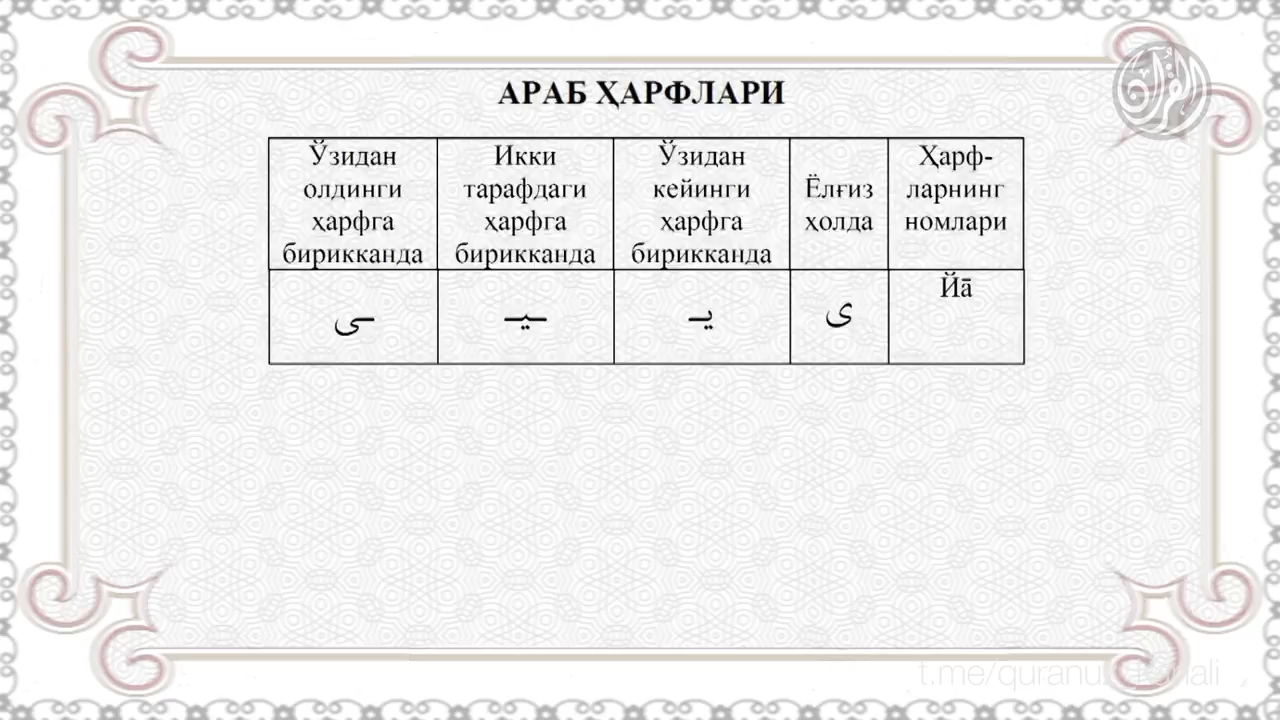 АРАБ ҲАРФЛАРИ
Ўзидан олдинги ҳарфга бирикканда
Икки тарафдаги ҳарфга бирикканда
Ўзидан кейинги ҳарфга бирикканда
Ёлғиз ҳолда
Ҳарф-ларнинг номлари
ـى
ـيـ
يـ
ى
Йā